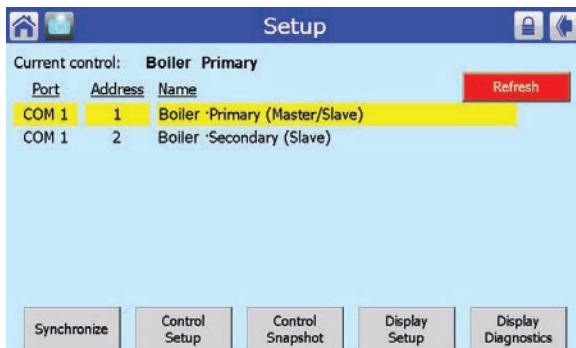 Setup
Current control: Boiler Primary
Port Address Name
Refresh
COM 1 1 Boiler ·Primary (Master/Slave)
COM 1 2 Boiler ·Secondary (Slave)
Synchronize
Control
Setup
Control
Snapshot
Display
Setup
Display
Diagnostics